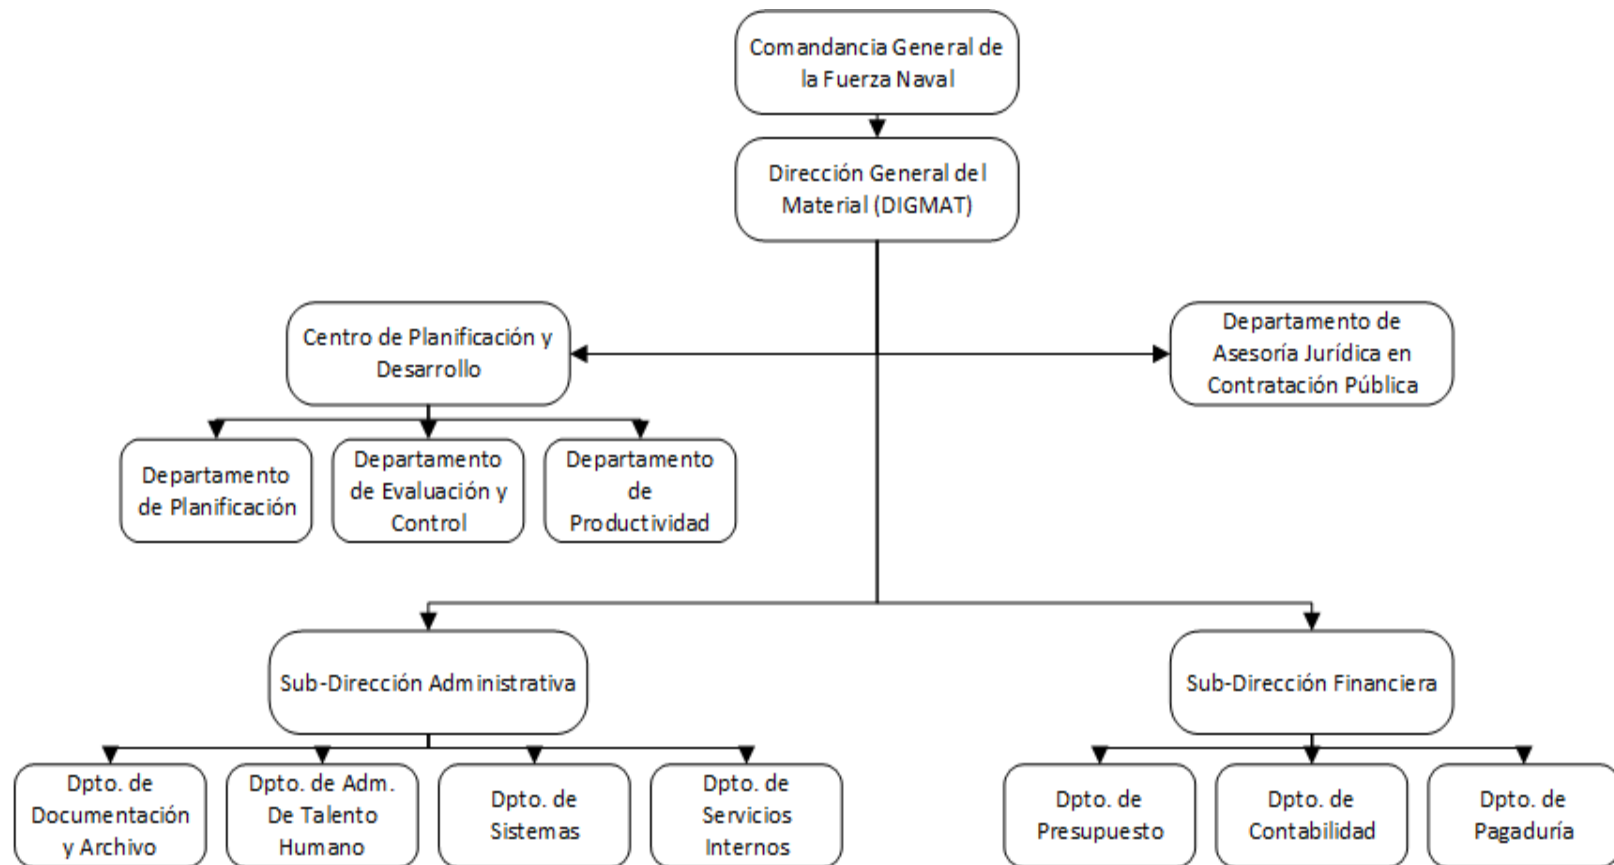 Comandancia General de
la Fuerza Naval
Dirección General del
Material (DIGMAT)
Centro de Planificación y
Desarrollo
Departamento de
Asesoría Jurídica en
Contratación Pública
Departamento
de Planificación
Departamento
de Evaluación y
Control
Departamento
de
Productividad
Sub-Dirección Administrativa
Sub-Dirección Financiera
Dpto. de
Documentación
y Archivo
Dpto. de Adm.
De Talento
Humano
Dpto. de
Sistemas
Dpto. de
Servicios
Internos
Dpto. de
Presupuesto
Dpto. de
Contabilidad
Dpto. de
Pagaduría